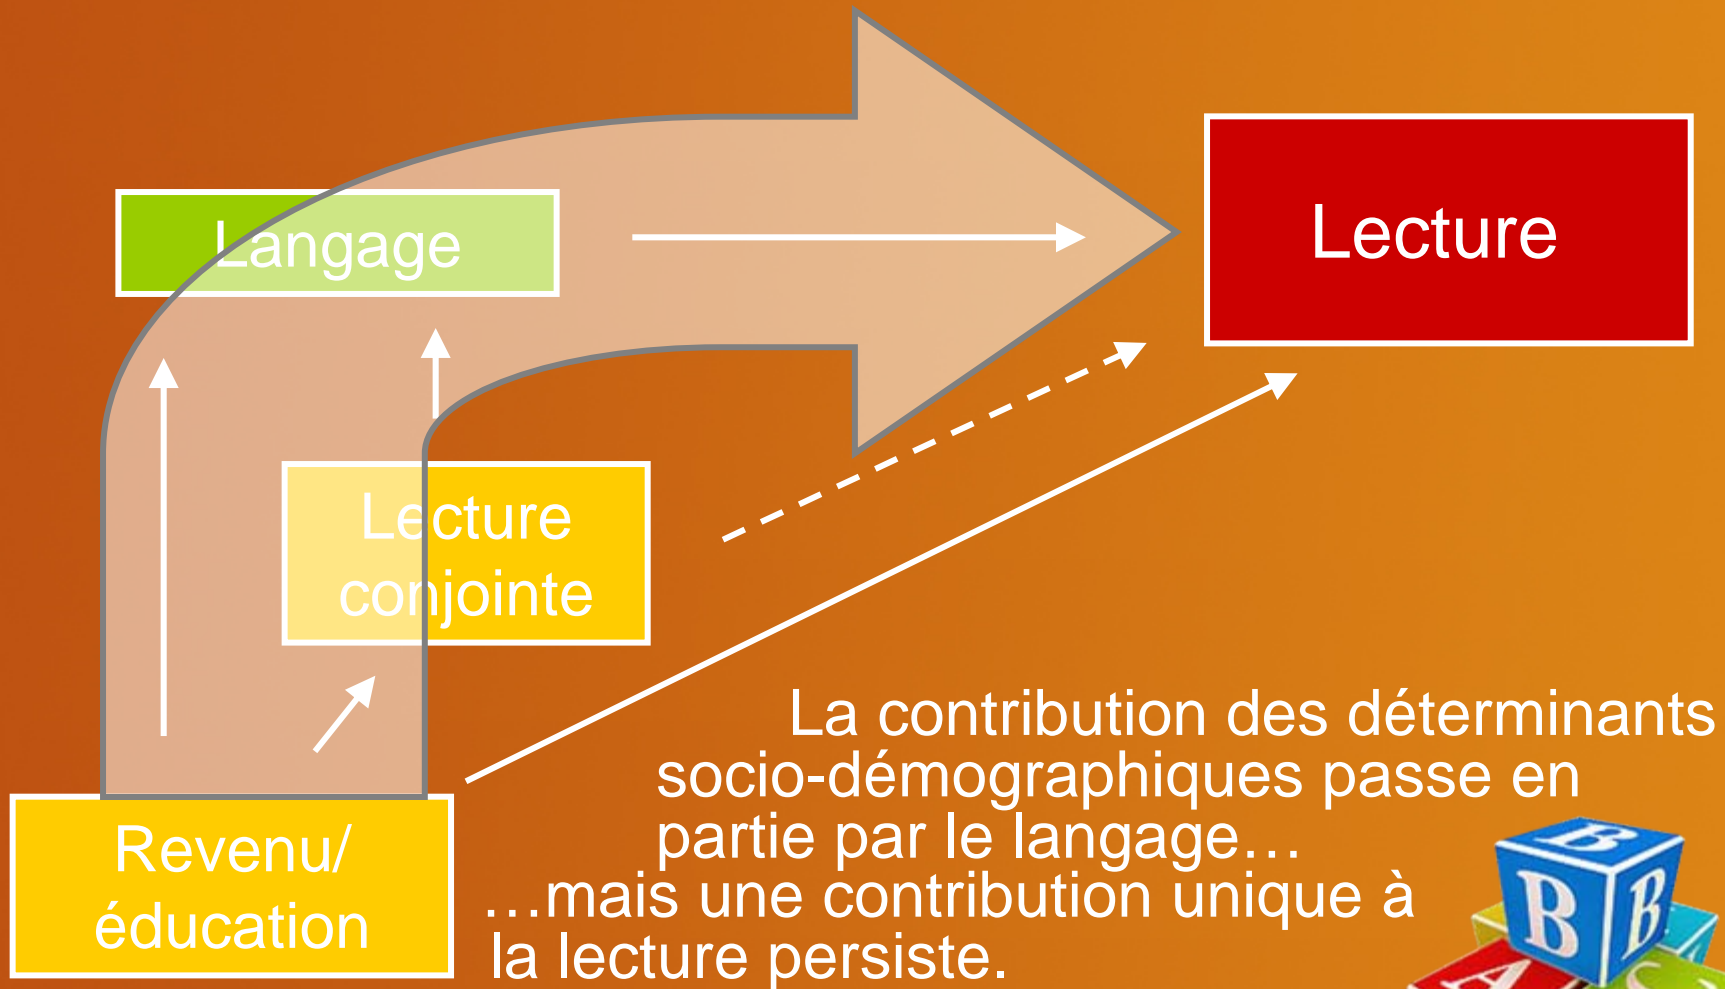 Langage
Lecture
Lecture
conjointe
Revenu/
éducation
La contribution des déterminants
socio-démographiques passe en
partie par le langage…
…mais une contribution unique à
la lecture persiste.
B
B
B
A
C